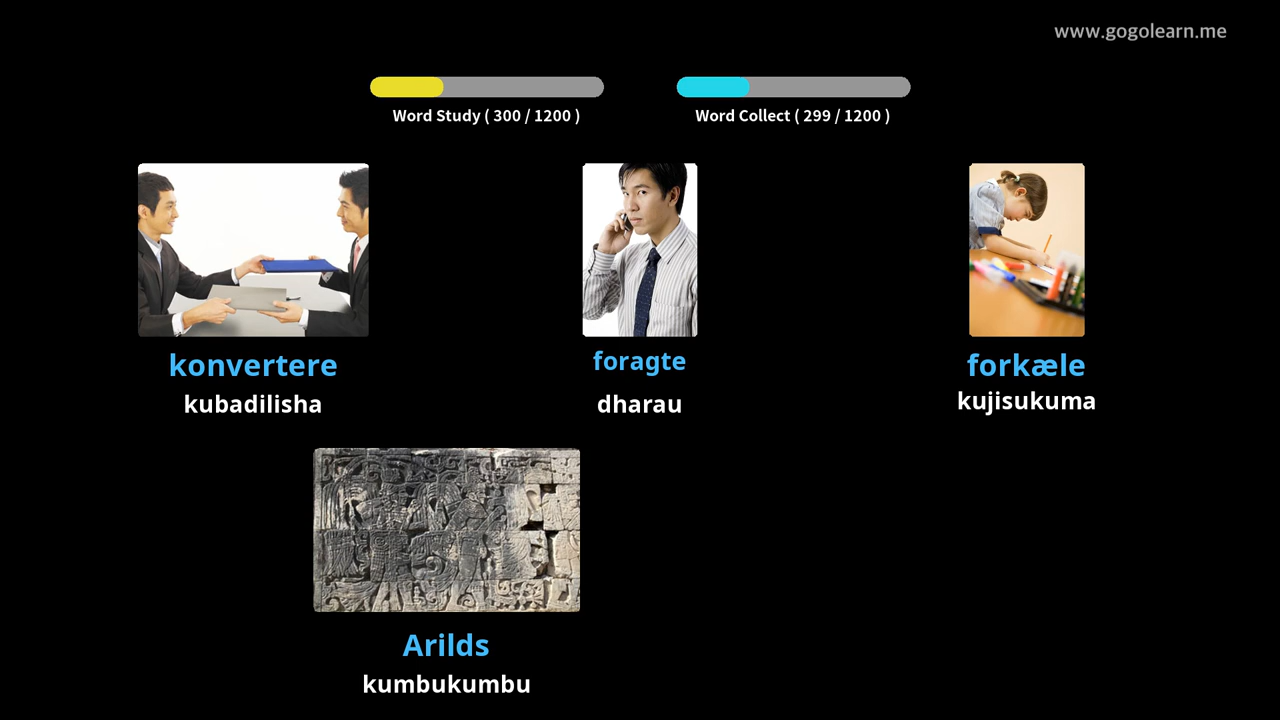 www.gogolearn.me
Word Study ( 300 / 1200 )
Word Collect ( 299 / 1200 )
konvertere
kubadilisha
foragte
dharau
forkæle
kujisukuma
Arilds
kumbukumbu